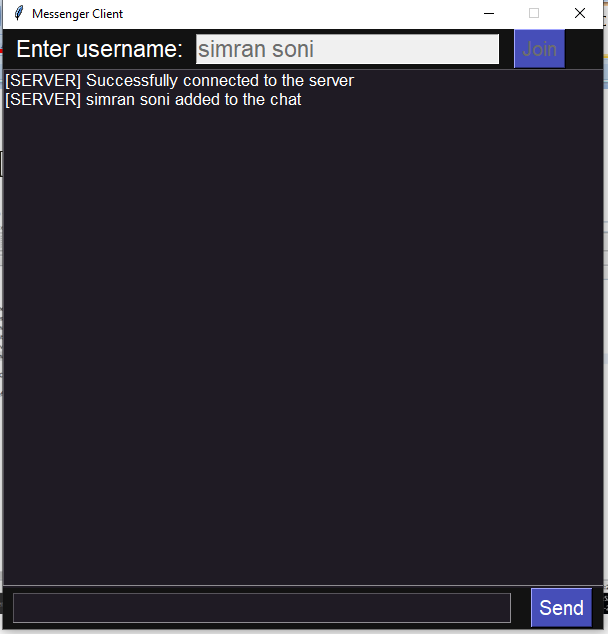 Messenger Client
Enter username: simran soni Join
[SERVER] Successfully connected to the server
[SERVER] simran soni added to the chat
Send